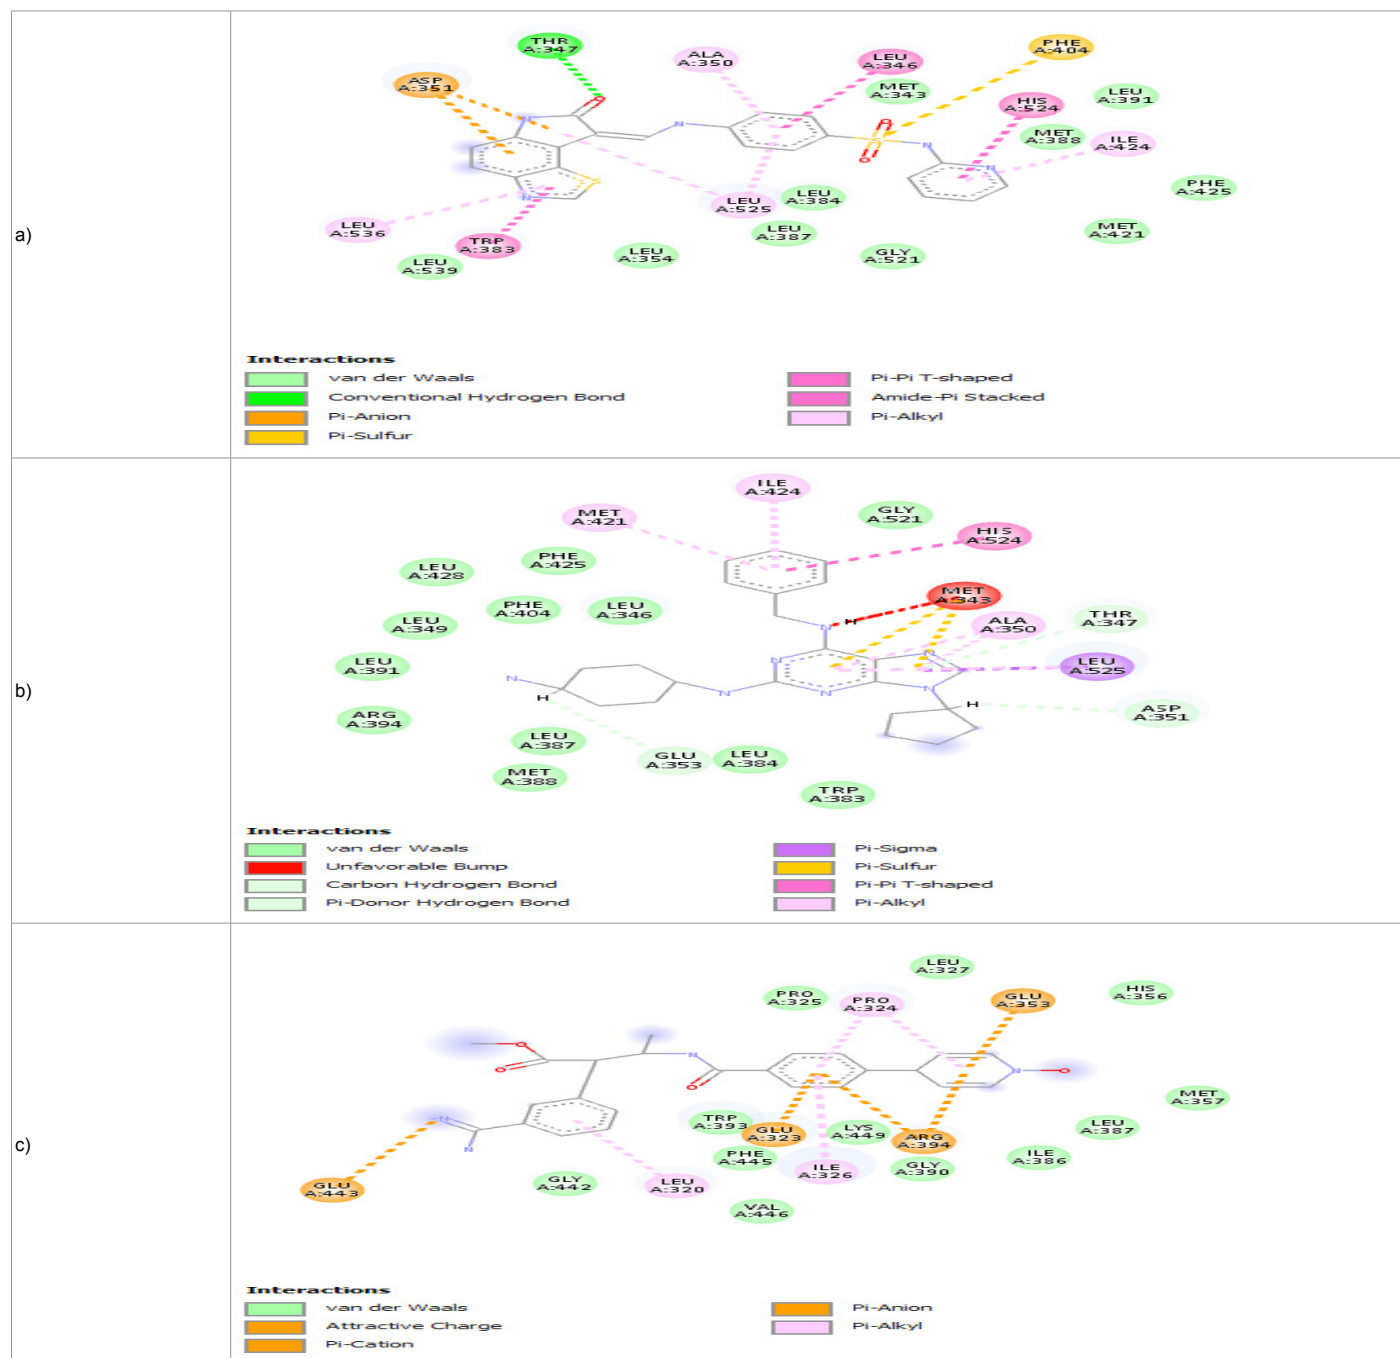 a)
THR
A:347
ASP
A:351
ALA
A:350
LEU
A:346
PHE
A:404
MET
A:343
LEU
A:391
HIS
A:524
MET
A:388
ILE
A:424
PHE
A:425
MET
A:421
LEU
A:384
LEU
A:525
LEU
A:387
GLY
A:521
LEU
A:354
LEU
A:536
TRP
A:383
LEU
A:539
N
O
N
S
N
O
S
O
N
N
Interactions
van der Waals
Conventional Hydrogen Bond
Pi-Anion
Pi-Sulfur
Pi-Pi T-shaped
Amide-Pi Stacked
Pi-Alkyl
b)
ILE
A:424
MET
A:421
GLY
A:521
HIS
A:524
PHE
A:425
LEU
A:428
PHE
A:404
LEU
A:346
MET
A:343
LEU
A:349
ALA
A:350
THR
A:347
LEU
A:391
LEU
A:525
ARG
A:394
ASP
A:351
LEU
A:387
GLU
A:353
LEU
A:384
MET
A:388
TRP
A:383
N
H
N
N
N
N
N
N
H
H
Interactions
van der Waals
Unfavorable Bump
Carbon Hydrogen Bond
Pi-Donor Hydrogen Bond
Pi-Sigma
Pi-Sulfur
Pi-Pi T-shaped
Pi-Alkyl
c)
LEU
A:327
PRO
A:325
PRO
A:324
GLU
A:353
HIS
A:356
MET
A:357
TRP
A:393
GLU
A:323
LYS
A:449
ARG
A:394
LEU
A:387
ILE
A:386
PHE
A:445
ILE
A:326
GLY
A:390
GLU
A:443
GLY
A:442
LEU
A:320
VAL
A:446
O
O
N
O
N
O
N
N
Interactions
van der Waals
Attractive Charge
Pi-Cation
Pi-Anion
Pi-Alkyl